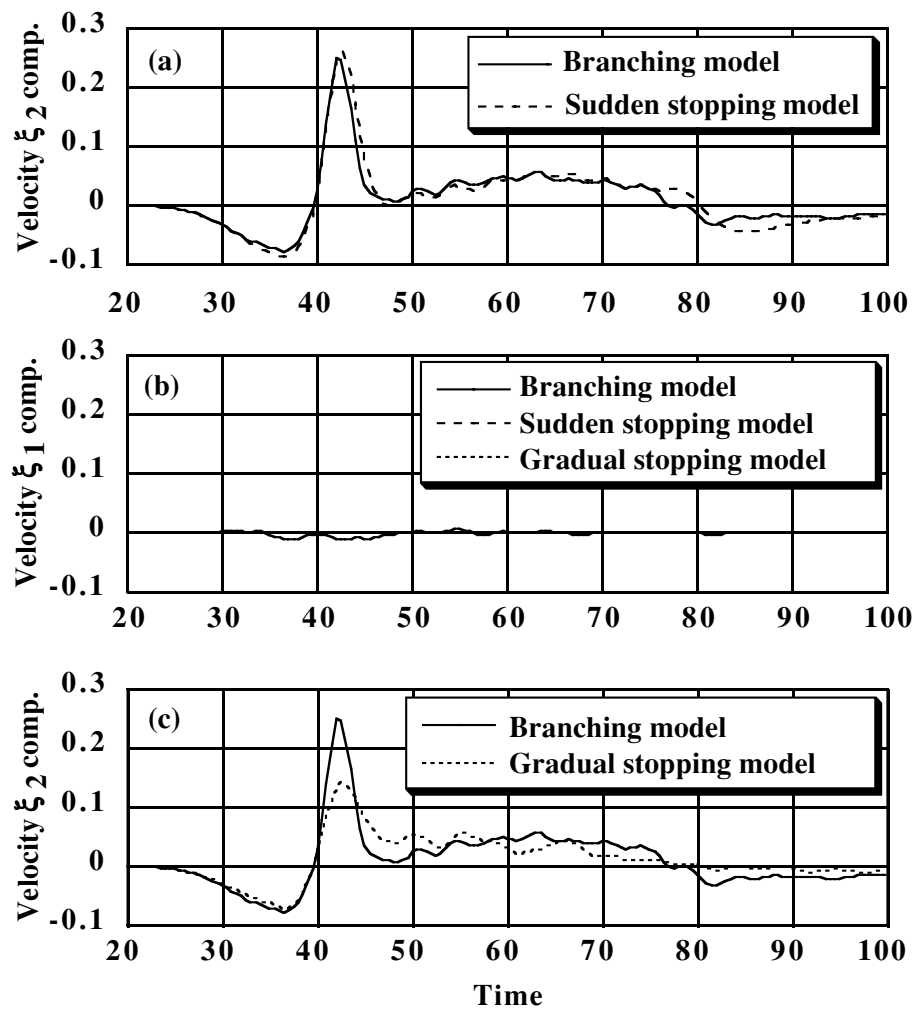 0.3
(a)
Branching model
Sudden stopping model
0.2
0.1
0
-0.1
Velocity ξ2 comp.
20 30 40 50 60 70 80 90 100
0.3
(b)
Branching model
Sudden stopping model
Gradual stopping model
0.2
0.1
0
-0.1
Velocity ξ1 comp.
20 30 40 50 60 70 80 90 100
0.3
(c)
Branching model
Gradual stopping model
0.2
0.1
0
-0.1
Velocity ξ2 comp.
20 30 40 50 60 70 80 90 100
Time